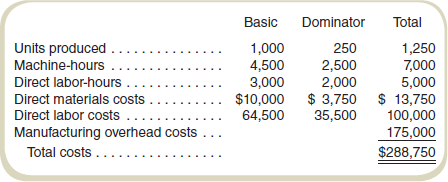 Basic Dominator Total
Units produced . . . . . . . . . . . . . . . 1,000 250 1,250
Machine-hours . . . . . . . . . . . . . . . 4,500 2,500 7,000
Direct labor-hours . . . . . . . . . . . . . 3,000 2,000 5,000
Direct materials costs . . . . . . . . . . $10,000 $ 3,750 $ 13,750
Direct labor costs . . . . . . . . . . . . . 64,500 35,500 100,000
Manufacturing overhead costs . . . 175,000
Total costs . . . . . . . . . . . . . . . . . $288,750